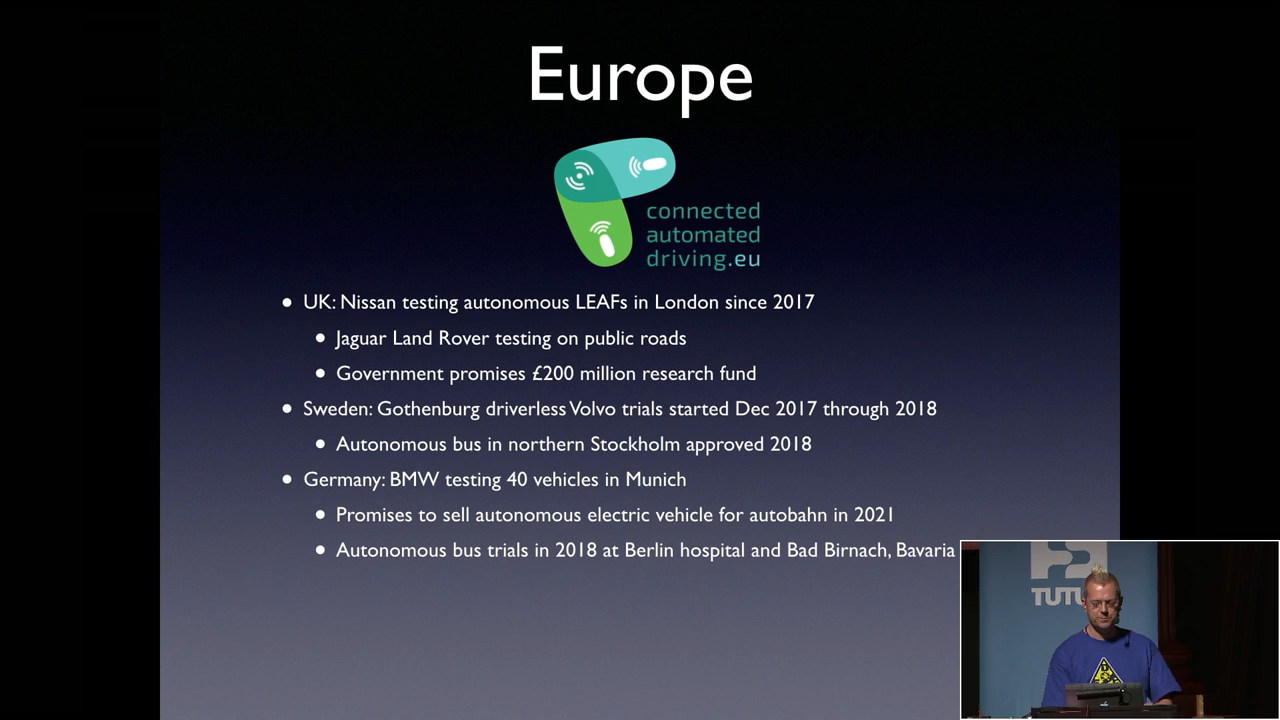 Europe
connected
automated
driving.eu
• UK: Nissan testing autonomous LEAFs in London since 2017
• Jaguar Land Rover testing on public roads
• Government promises £200 million research fund
• Sweden: Gothenburg driverless Volvo trials started Dec 2017 through 2018
• Autonomous bus in northern Stockholm approved 2018
• Germany: BMW testing 40 vehicles in Munich
• Promises to sell autonomous electric vehicle for autobahn in 2021
• Autonomous bus trials in 2018 at Berlin hospital and Bad Birnach, Bavaria